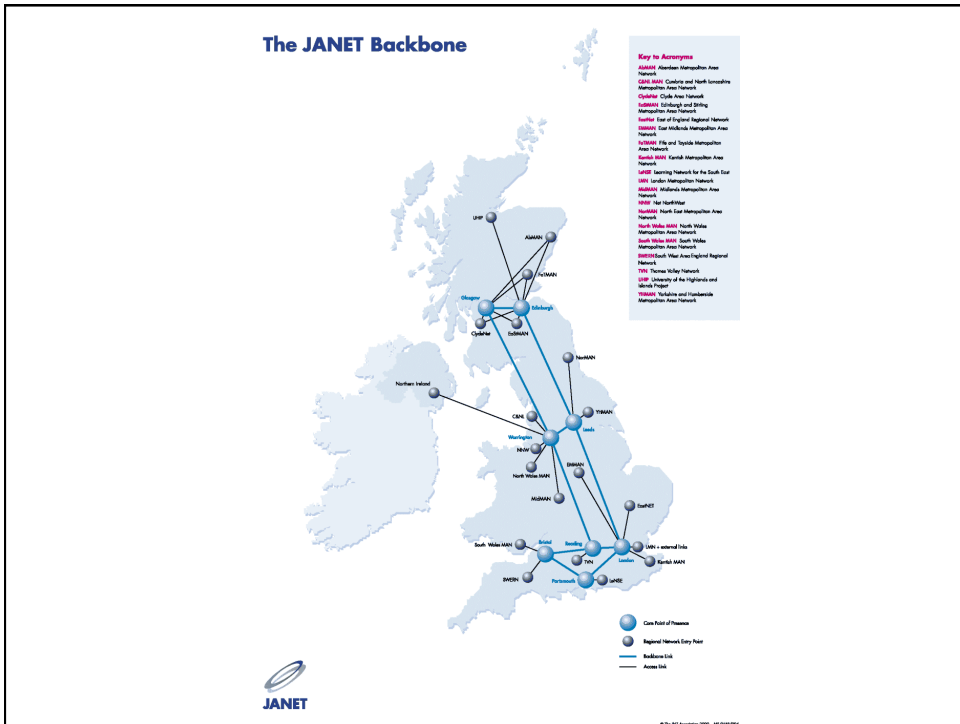 The JANET Backbone
Key to Acronyms
AbMAN Aberdeen Metropolitan Area
Network
C&NL MAN Cumbria and North Lancashire
Metropolitan Area Network
ClydeNet Clyde Area Network
EaStMAN Edinburgh and Stirling
Metropolitan Area Network
EastNet East of England Regional Network
EMMAN East Midlands Metropolitan Area
Network
FaTMAN Fife and Tayside Metropolitan
Area Network
Kentish MAN Kentish Metropolitan Area
Network
LeNSE Learning Network for the South East
LMN London Metropolitan Network
MidMAN Midlands Metropolitan Area
Network
NNW Net NorthWest
NorMAN North East Metropolitan Area
Network
North Wales MAN North Wales
Metropolitan Area Network
South Wales MAN South Wales
Metropolitan Area Network
SWERN South West Area England Regional
Network
TVN Thames Valley Network
UHIP University of the Highlands and
Islands Project
YHMAN Yorkshire and Humberside
Metropolitan Area Network
UHIP
AbMAN
FaTMAN
Glasgow
Edinburgh
ClydeNet
EaStMAN
NorMAN
Northern Ireland
C&NL
YHMAN
Leeds
Warrington
NNW
EMMAN
North Wales MAN
MidMAN
EastNET
South Wales MAN
Bristol
Reading
LMN + external links
London
TVN
Kentish MAN
SWERN
Portsmouth
LeNSE
Core Point of Presence
Regional Network Entry Point
Backbone Link
Access Link
JANET